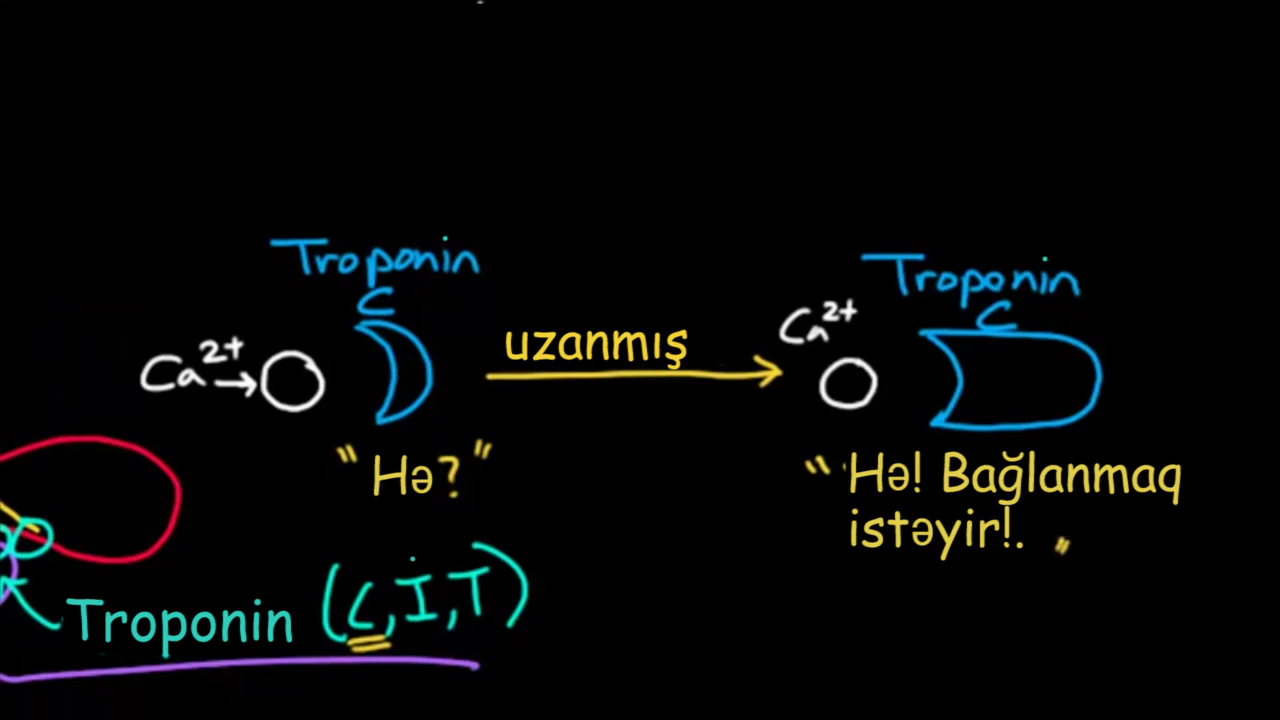 Troponin
C
Ca²⁺→
uzanmış
Troponin
C
Ca²⁺
"Hə?"
"Hə! Bağlanmaq
istəyir!."
Troponin (C, İ, T)